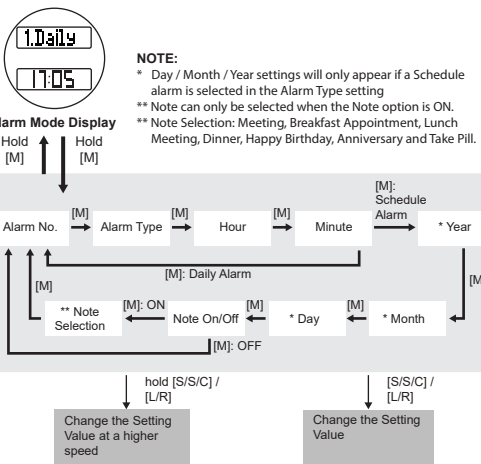 1.Daily
17:05
NOTE:
* Day / Month / Year settings will only appear if a Schedule
alarm is selected in the Alarm Type setting
** Note can only be selected when the Note option is ON.
** Note Selection: Meeting, Breakfast Appointment, Lunch
Meeting, Dinner, Happy Birthday, Anniversary and Take Pill.
larm Mode Display
Hold
[M]
Hold
[M]
Alarm No.
[M]
Alarm Type
[M]
Hour
[M]
Minute
[M]:
Schedule
Alarm
* Year
[M]: Daily Alarm
[M]
[M
** Note
Selection
[M]: ON
Note On/Off
[M]
* Day
[M]
* Month
[M]: OFF
hold [S/S/C] /
[L/R]
[S/S/C] /
[L/R]
Change the Setting
Value at a higher
speed
Change the Setting
Value